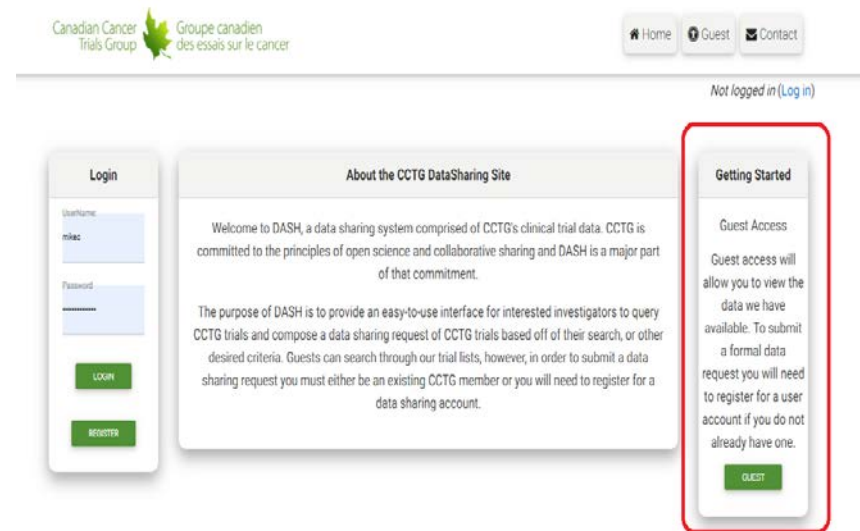 Canadian Cancer Trials Group
Groupe canadien des essais sur le cancer
Home
Guest
Contact
Not logged in (Log in)
Login
UserName
mikec
Password
LOGIN
REGISTER
About the CCTG DataSharing Site
Welcome to DASH, a data sharing system comprised of CCTG's clinical trial data. CCTG is
committed to the principles of open science and collaborative sharing and DASH is a major part
of that commitment.
The purpose of DASH is to provide an easy-to-use interface for interested investigators to query
CCTG trials and compose a data sharing request of CCTG trials based off of their search, or other
desired criteria. Guests can search through our trial lists, however, in order to submit a data
sharing request you must either be an existing CCTG member or you will need to register for a
data sharing account.
Getting Started
Guest Access
Guest access will
allow you to view the
data we have
available. To submit
a formal data
request you will need
to register for a user
account if you do not
already have one.
GUEST